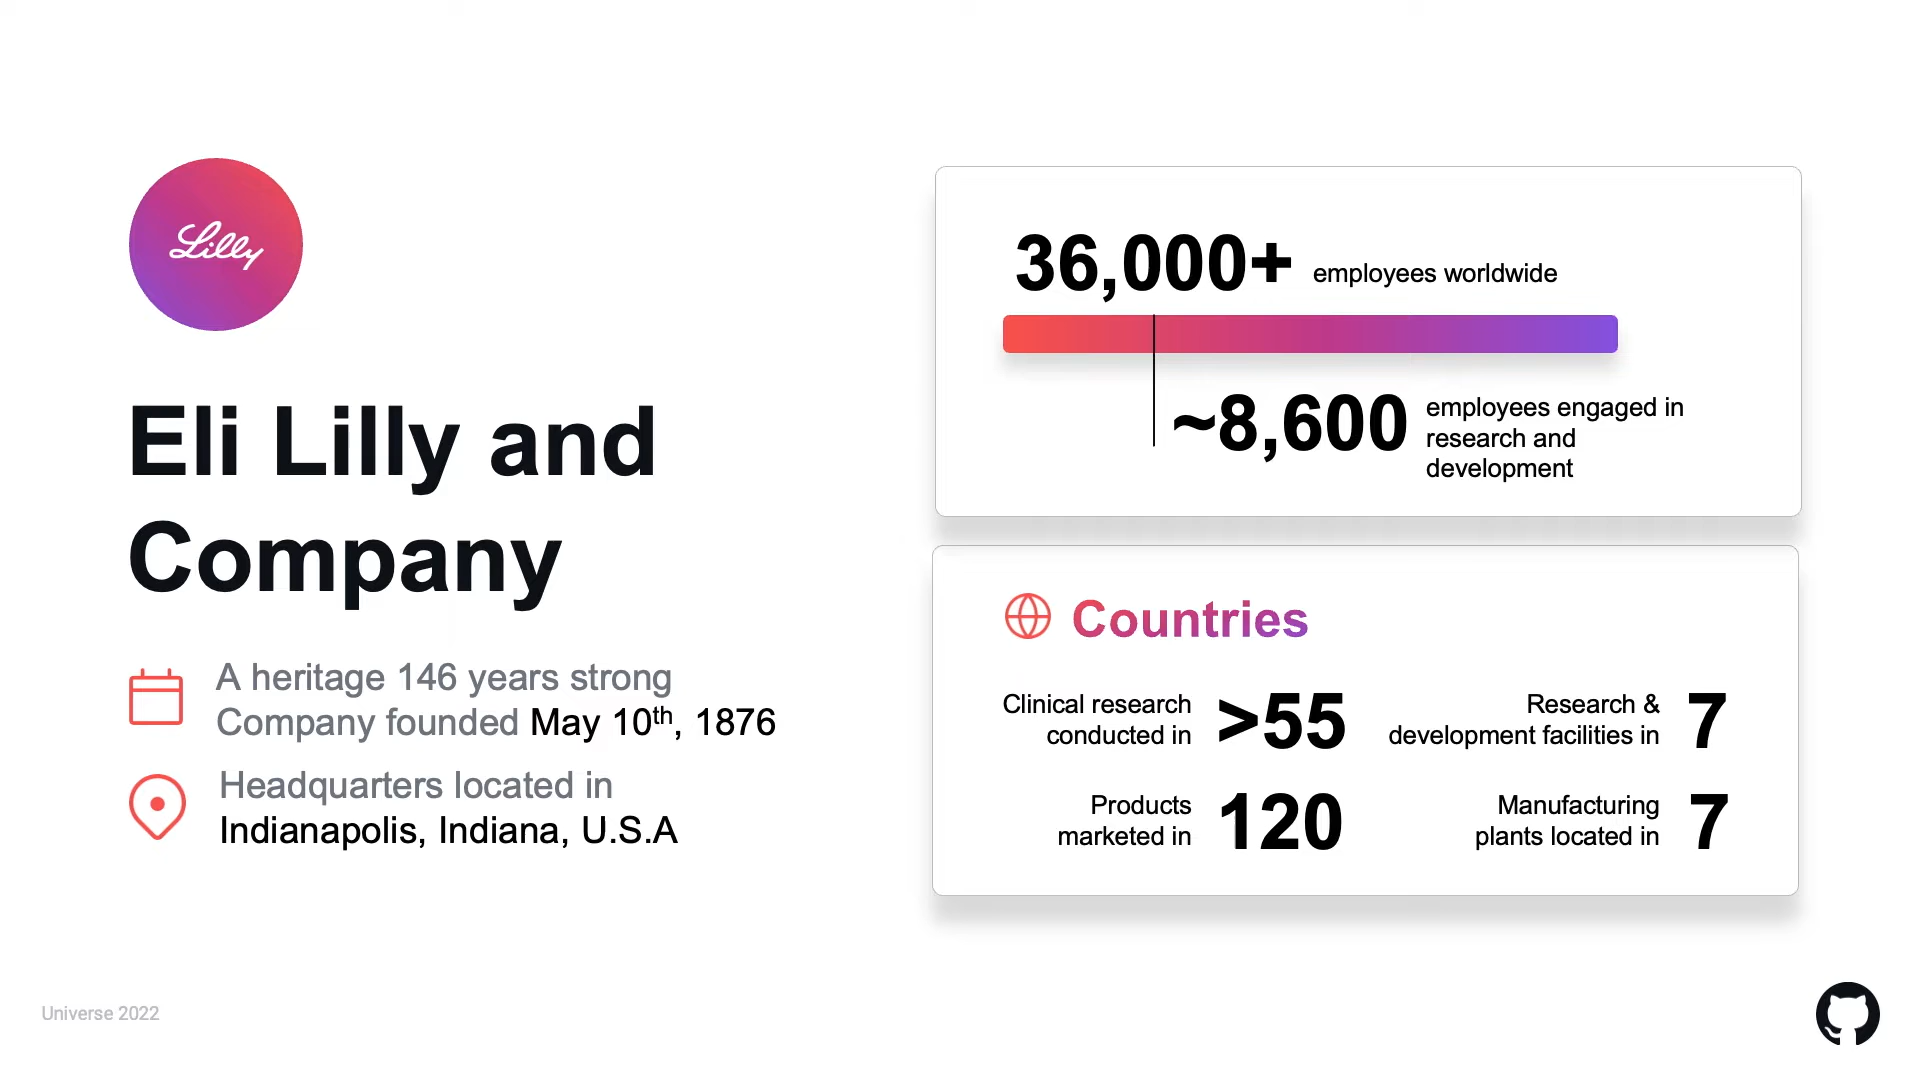 Lilly
Eli Lilly and
Company
A heritage 146 years strong
Company founded May 10th, 1876
Headquarters located in
Indianapolis, Indiana, U.S.A
36,000+ employees worldwide
~8,600 employees engaged in
research and
development
Countries
Clinical research
conducted in >55
Research &
development facilities in 7
Products
marketed in 120
Manufacturing
plants located in 7
Universe 2022